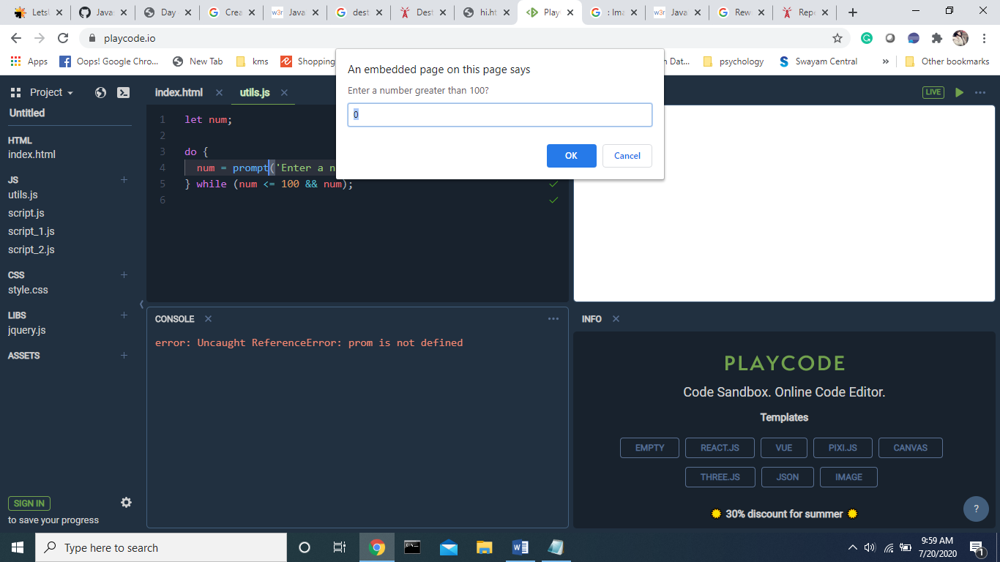 Lets
Java
Day
Crea
w3r Java
dest
Dest
hi.ht
Play
: Ima
w3r Java
Rew
Repe
playcode.io
Apps
Oops! Google Chro...
New Tab
kms
Shopping
n Dat...
psychology
Swayam Central
»
Other bookmarks
An embedded page on this page says
Enter a number greater than 100?
0
OK
Cancel
Project
Untitled
HTML
index.html
JS
utils.js
script.js
script_1.js
script_2.js
CSS
style.css
LIBS
jquery.js
ASSETS
SIGN IN
to save your progress
index.html
utils.js
1 let num;
2
3 do {
4 num = prompt('Enter a n
5 } while (num <= 100 && num);
6
LIVE
CONSOLE
error: Uncaught ReferenceError: prom is not defined
INFO
PLAYCODE
Code Sandbox. Online Code Editor.
Templates
EMPTY
REACT.JS
VUE
PIXI.JS
CANVAS
THREE.JS
JSON
IMAGE
30% discount for summer
?
Type here to search
9:59 AM
7/20/2020
1